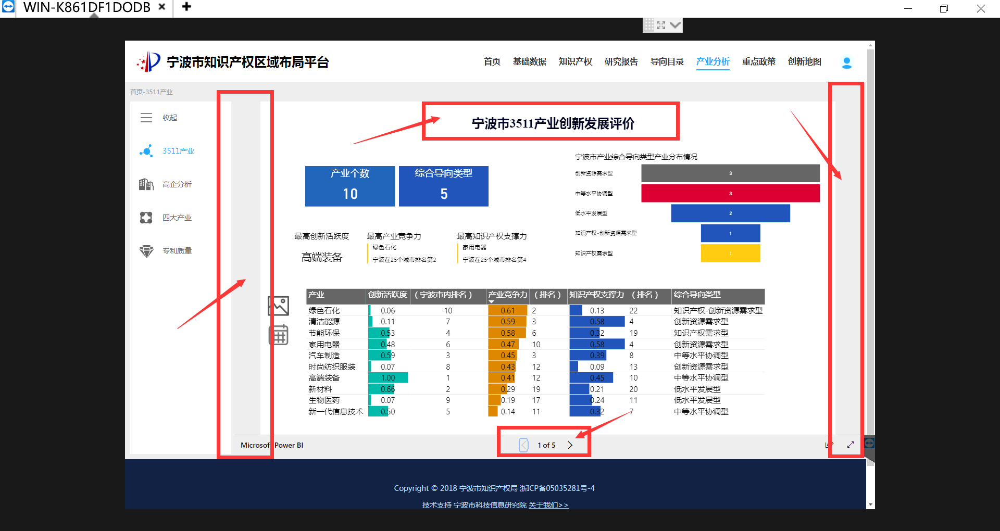 WIN-K861DF1DODB
宁波市知识产权区域布局平台
首页 基础数据 知识产权 研究报告 导向目录 产业分析 重点政策 创新地图
首页-3511产业
收起
3511产业
高企分析
四大产业
专利质量
宁波市3511产业创新发展评价
产业个数
10
综合导向类型
5
宁波市产业综合导向类型产业分布情况
创新资源需求型 3
中等水平协调型 3
低水平发展型 2
知识产权-创新资源需求型 1
知识产权需求型 1
最高创新活跃度
高端装备
最高产业竞争力
绿色石化
宁波在25个城市排名第2
最高知识产权支撑力
家用电器
宁波在25个城市排名第4
产业 创新活跃度 （宁波市内排名） 产业竞争力 （排名） 知识产权支撑力 （排名） 综合导向类型
绿色石化 0.06 10 0.61 2 0.13 22 知识产权-创新资源需求型
清洁能源 0.11 7 0.59 3 0.58 4 创新资源需求型
节能环保 0.53 4 0.58 6 0.32 19 知识产权需求型
家用电器 0.48 6 0.47 10 0.58 4 创新资源需求型
汽车制造 0.59 3 0.45 3 0.39 8 中等水平协调型
时尚纺织服装 0.07 8 0.43 12 0.09 13 创新资源需求型
高端装备 1.00 1 0.41 12 0.45 10 中等水平协调型
新材料 0.66 2 0.29 19 0.21 20 低水平发展型
生物医药 0.07 9 0.19 17 0.24 11 低水平发展型
新一代信息技术 0.50 5 0.14 11 0.32 7 中等水平协调型
Microsoft Power BI
1 of 5
Copyright © 2018 宁波市知识产权局 浙ICP备05035281号-4
技术支持 宁波市科技信息研究院 关于我们>>